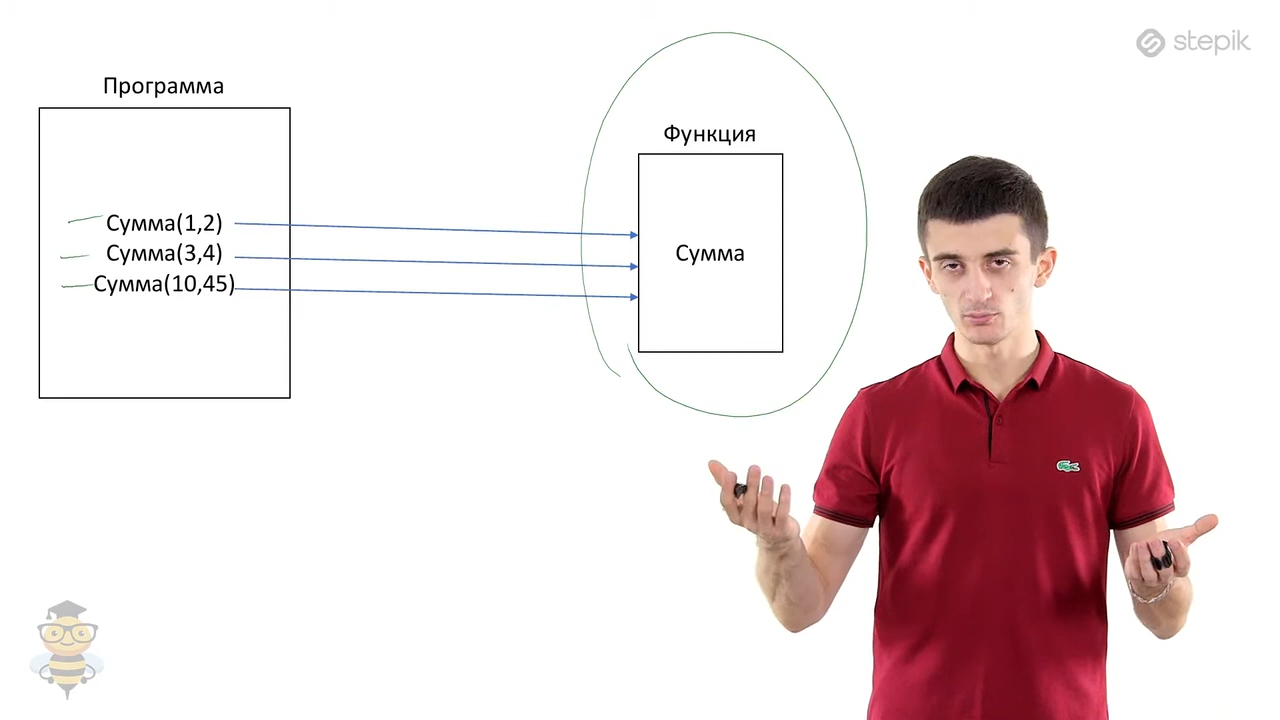 stepik
Программа
Функция
Сумма(1,2)
Сумма(3,4)
Сумма(10,45)
Сумма